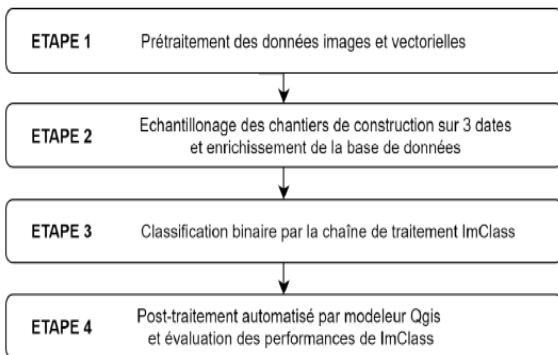 ETAPE 1 Prétraitement des données images et vectorielles
ETAPE 2 Echantillonage des chantiers de construction sur 3 dates
et enrichissement de la base de données
ETAPE 3 Classification binaire par la chaîne de traitement ImClass
ETAPE 4 Post-traitement automatisé par modeleur Qgis
et évaluation des performances de ImClass